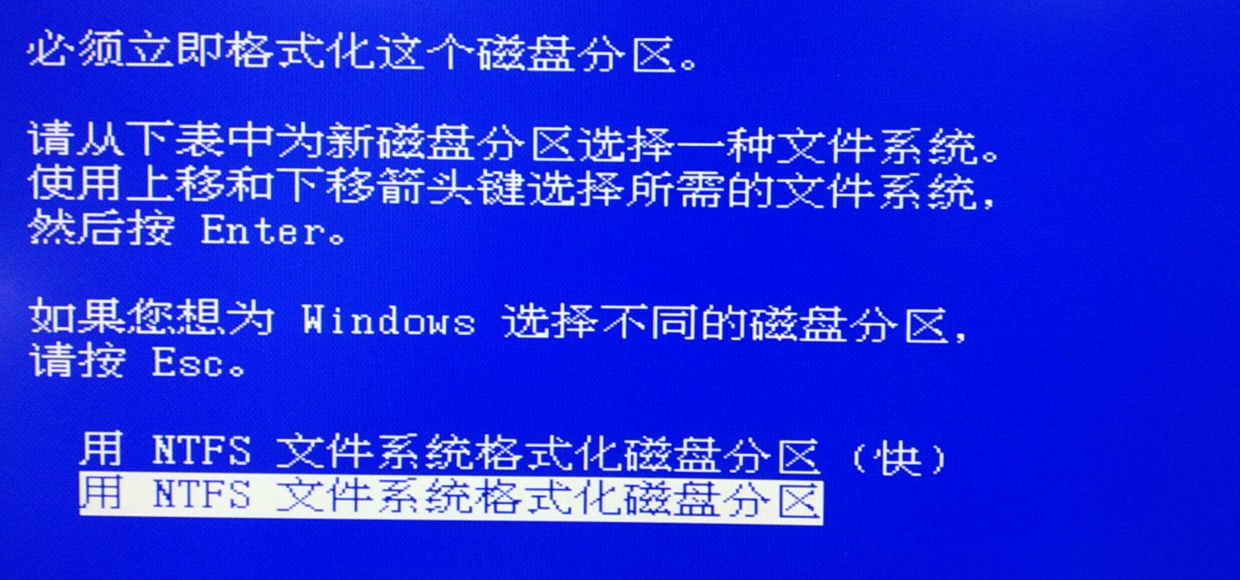 必须立即格式化这个磁盘分区。
请从下表中为新磁盘分区选择一种文件系统。
使用上移和下移箭头键选择所需的文件系统，
然后按 Enter。
如果您想为 Windows 选择不同的磁盘分区，
请按 Esc。
用 NTFS 文件系统格式化磁盘分区（快）
用 NTFS 文件系统格式化磁盘分区